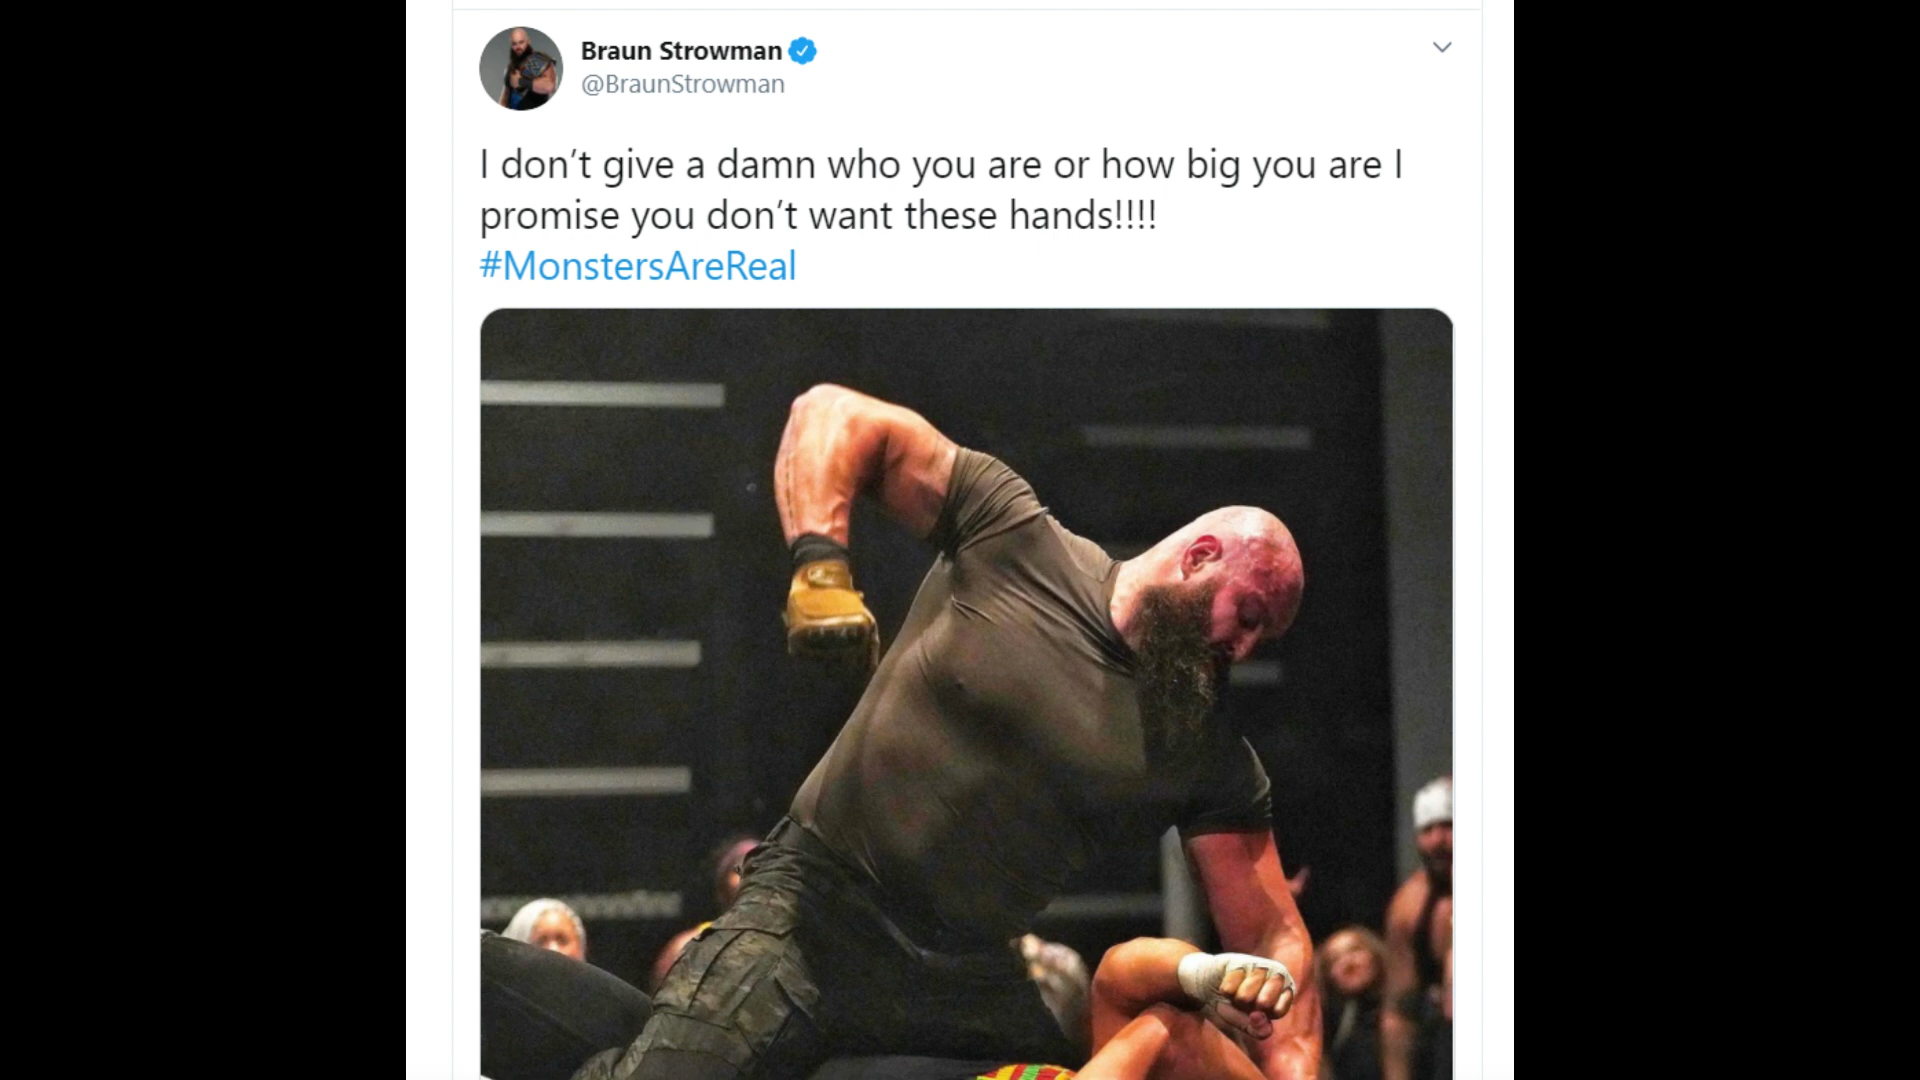 Braun Strowman
@BraunStrowman
I don’t give a damn who you are or how big you are I
promise you don’t want these hands!!!!
#MonstersAreReal